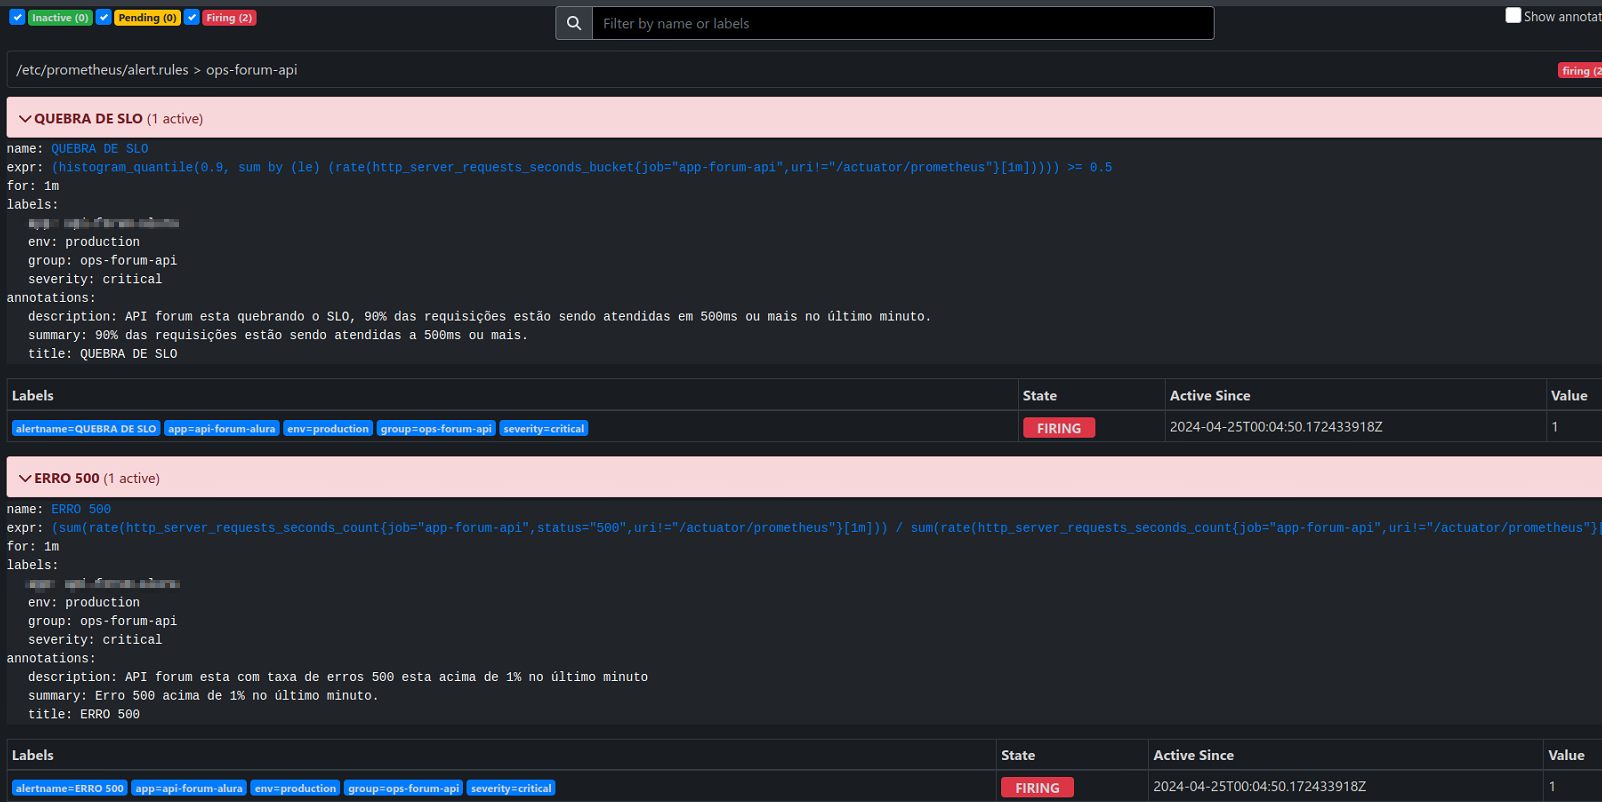 Inactive (0) Pending (0) Firing (2)
Filter by name or labels
Show annotat
/etc/prometheus/alert.rules > ops-forum-api
firing (2
QUEBRA DE SLO (1 active)
name: QUEBRA DE SLO
expr: (histogram_quantile(0.9, sum by (le) (rate(http_server_requests_seconds_bucket{job="app-forum-api",uri!="/actuator/prometheus"}[1m])))) >= 0.5
for: 1m
labels:
env: production
group: ops-forum-api
severity: critical
annotations:
description: API forum esta quebrando o SLO, 90% das requisições estão sendo atendidas em 500ms ou mais no último minuto.
summary: 90% das requisições estão sendo atendidas a 500ms ou mais.
title: QUEBRA DE SLO
Labels State Active Since Value
alertname=QUEBRA DE SLO app=api-forum-alura env=production group=ops-forum-api severity=critical FIRING 2024-04-25T00:04:50.172433918Z 1
ERRO 500 (1 active)
name: ERRO 500
expr: (sum(rate(http_server_requests_seconds_count{job="app-forum-api",status="500",uri!="/actuator/prometheus"}[1m])) / sum(rate(http_server_requests_seconds_count{job="app-forum-api",uri!="/actuator/prometheus"}[
for: 1m
labels:
env: production
group: ops-forum-api
severity: critical
annotations:
description: API forum esta com taxa de erros 500 esta acima de 1% no último minuto
summary: Erro 500 acima de 1% no último minuto.
title: ERRO 500
Labels State Active Since Value
alertname=ERRO 500 app=api-forum-alura env=production group=ops-forum-api severity=critical FIRING 2024-04-25T00:04:50.172433918Z 1